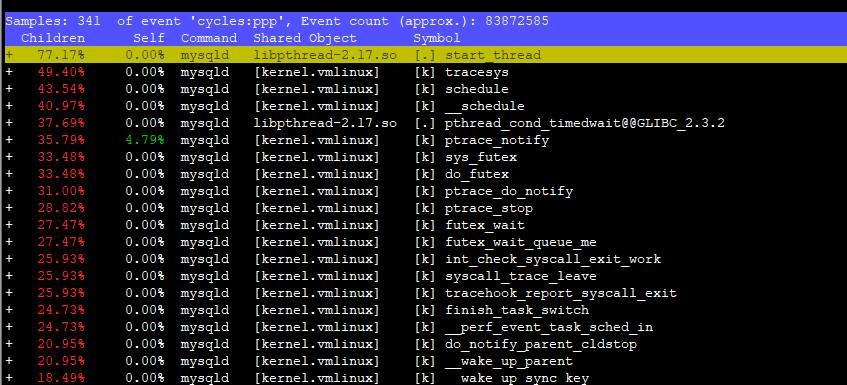 Samples: 341 of event 'cycles:ppp', Event count (approx.): 83872585
Children Self Command Shared Object Symbol
+ 77.17% 0.00% mysqld libpthread-2.17.so [.] start_thread
+ 49.40% 0.00% mysqld [kernel.vmlinux] [k] tracesys
+ 43.54% 0.00% mysqld [kernel.vmlinux] [k] schedule
+ 40.97% 0.00% mysqld [kernel.vmlinux] [k] __schedule
+ 37.69% 0.00% mysqld libpthread-2.17.so [.] pthread_cond_timedwait@@GLIBC_2.3.2
+ 35.79% 4.79% mysqld [kernel.vmlinux] [k] ptrace_notify
+ 33.48% 0.00% mysqld [kernel.vmlinux] [k] sys_futex
+ 33.48% 0.00% mysqld [kernel.vmlinux] [k] do_futex
+ 31.00% 0.00% mysqld [kernel.vmlinux] [k] ptrace_do_notify
+ 28.82% 0.00% mysqld [kernel.vmlinux] [k] ptrace_stop
+ 27.47% 0.00% mysqld [kernel.vmlinux] [k] futex_wait
+ 27.47% 0.00% mysqld [kernel.vmlinux] [k] futex_wait_queue_me
+ 25.93% 0.00% mysqld [kernel.vmlinux] [k] int_check_syscall_exit_work
+ 25.93% 0.00% mysqld [kernel.vmlinux] [k] syscall_trace_leave
+ 25.93% 0.00% mysqld [kernel.vmlinux] [k] tracehook_report_syscall_exit
+ 24.73% 0.00% mysqld [kernel.vmlinux] [k] finish_task_switch
+ 24.73% 0.00% mysqld [kernel.vmlinux] [k] __perf_event_task_sched_in
+ 20.95% 0.00% mysqld [kernel.vmlinux] [k] do_notify_parent_cldstop
+ 20.95% 0.00% mysqld [kernel.vmlinux] [k] __wake_up_parent
+ 18.49% 0.00% mysqld [kernel.vmlinux] [k] __wake_up_sync_key